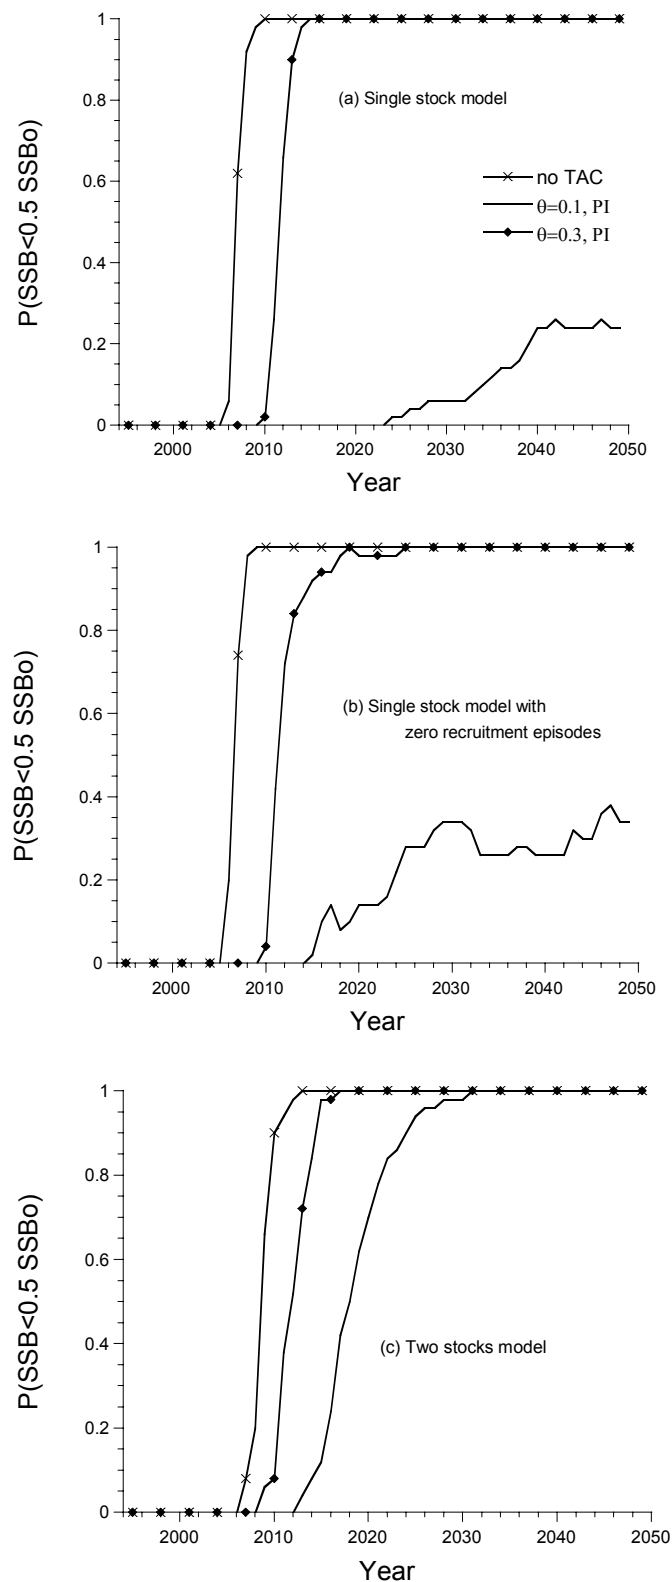 1
0.8
0.6
0.4
0.2
0
P(SSB<0.5 SSBo)
(a) Single stock model
no TAC
θ=0.1, PI
θ=0.3, PI
2000 2010 2020 2030 2040 2050
Year
1
0.8
0.6
0.4
0.2
0
P(SSB<0.5 SSBo)
(b) Single stock model with
zero recruitment episodes
2000 2010 2020 2030 2040 2050
Year
1
0.8
0.6
0.4
0.2
0
P(SSB<0.5 SSBo)
(c) Two stocks model
2000 2010 2020 2030 2040 2050
Year